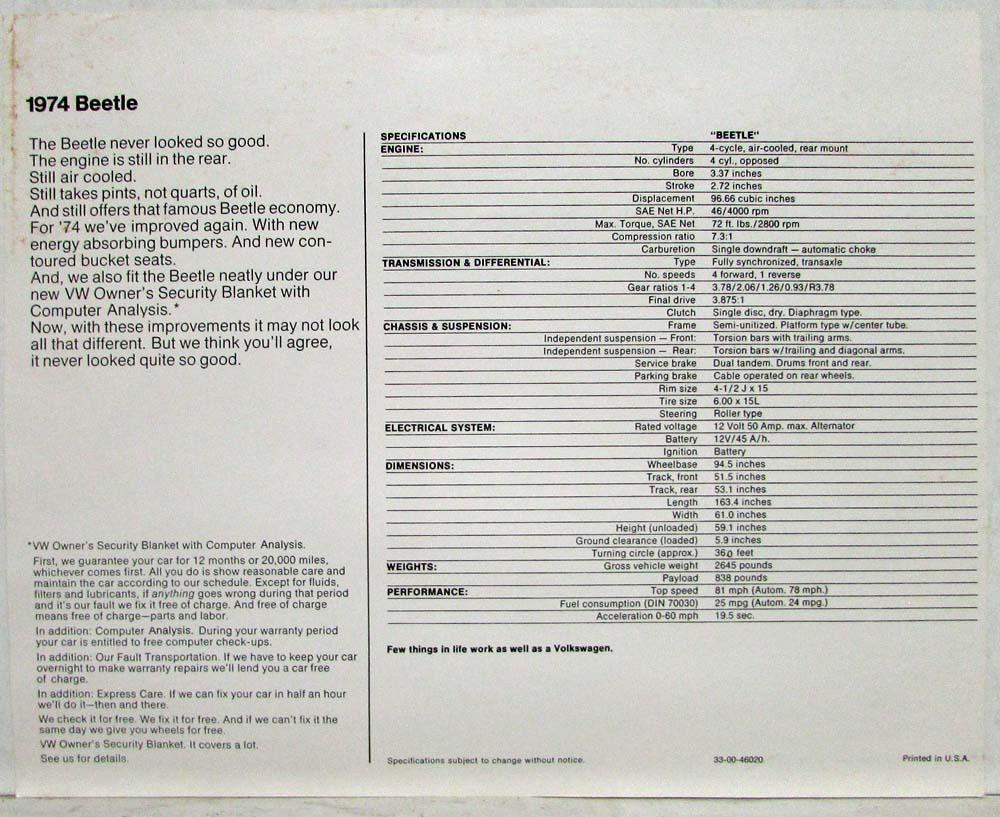 1974 Beetle
The Beetle never looked so good.
The engine is still in the rear.
Still air cooled.
Still takes pints, not quarts, of oil.
And still offers that famous Beetle economy.
For '74 we've improved again. With new
energy absorbing bumpers. And new con-
toured bucket seats.
And, we also fit the Beetle neatly under our
new VW Owner's Security Blanket with
Computer Analysis.*
Now, with these improvements it may not look
all that different. But we think you'll agree,
it never looked quite so good.
*VW Owner's Security Blanket with Computer Analysis.
First, we guarantee your car for 12 months or 20,000 miles,
whichever comes first. All you do is show reasonable care and
maintain the car according to our schedule. Except for fluids,
filters and lubricants, if anything goes wrong during that period
and it's our fault we fix it free of charge. And free of charge
means free of charge—parts and labor.
In addition: Computer Analysis. During your warranty period
your car is entitled to free computer check-ups.
In addition: Our Fault Transportation. If we have to keep your car
overnight to make warranty repairs we'll lend you a car free
of charge.
In addition: Express Care. If we can fix your car in half an hour
we'll do it—then and there.
We check it for free. We fix it for free. And if we can't fix it the
same day we give you wheels for free.
VW Owner's Security Blanket. It covers a lot.
See us for details.
SPECIFICATIONS "BEETLE"
ENGINE: Type 4-cycle, air-cooled, rear mount
No. cylinders 4 cyl., opposed
Bore 3.37 inches
Stroke 2.72 inches
Displacement 96.66 cubic inches
SAE Net H.P. 46/4000 rpm
Max. Torque, SAE Net 72 ft. lbs./2800 rpm
Compression ratio 7.3:1
Carburetion Single downdraft — automatic choke
TRANSMISSION & DIFFERENTIAL: Type Fully synchronized, transaxle
No. speeds 4 forward, 1 reverse
Gear ratios 1-4 3.78/2.06/1.26/0.93/R3.78
Final drive 3.875:1
Clutch Single disc, dry. Diaphragm type.
CHASSIS & SUSPENSION: Frame Semi-unitized. Platform type w/center tube.
Independent suspension — Front: Torsion bars with trailing arms.
Independent suspension — Rear: Torsion bars w/trailing and diagonal arms.
Service brake Dual tandem. Drums front and rear.
Parking brake Cable operated on rear wheels.
Rim size 4-1/2 J x 15
Tire size 6.00 x 15L
Steering Roller type
ELECTRICAL SYSTEM: Rated voltage 12 Volt 50 Amp. max. Alternator
Battery 12V/45 A/h.
Ignition Battery
DIMENSIONS: Wheelbase 94.5 inches
Track, front 51.5 inches
Track, rear 53.1 inches
Length 163.4 inches
Width 61.0 inches
Height (unloaded) 59.1 inches
Ground clearance (loaded) 5.9 inches
Turning circle (approx.) 36.0 feet
WEIGHTS: Gross vehicle weight 2645 pounds
Payload 838 pounds
PERFORMANCE: Top speed 81 mph (Autom. 78 mph.)
Fuel consumption (DIN 70030) 25 mpg (Autom. 24 mpg.)
Acceleration 0-60 mph 19.5 sec.
Few things in life work as well as a Volkswagen.
Specifications subject to change without notice. 33-00-46020 Printed in U.S.A.